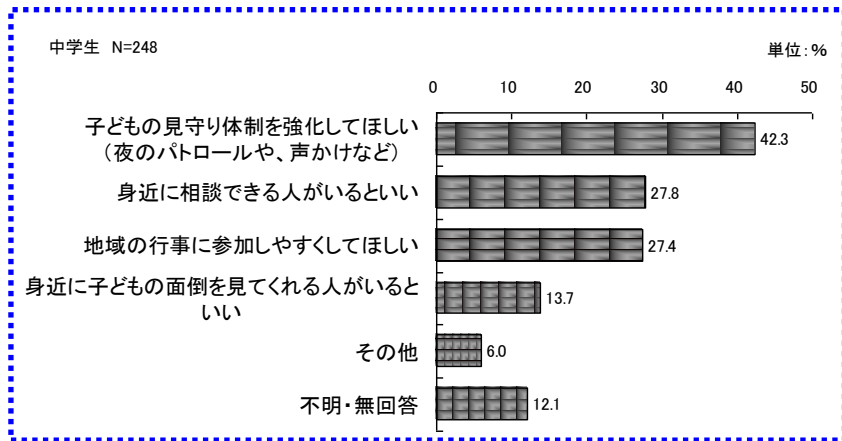 中学生 N=248
単位：％
0 10 20 30 40 50
子どもの見守り体制を強化してほしい
（夜のパトロールや、声かけなど）
42.3
身近に相談できる人がいるといい
27.8
地域の行事に参加しやすくしてほしい
27.4
身近に子どもの面倒を見てくれる人がいると
いい
13.7
その他
6.0
不明・無回答
12.1